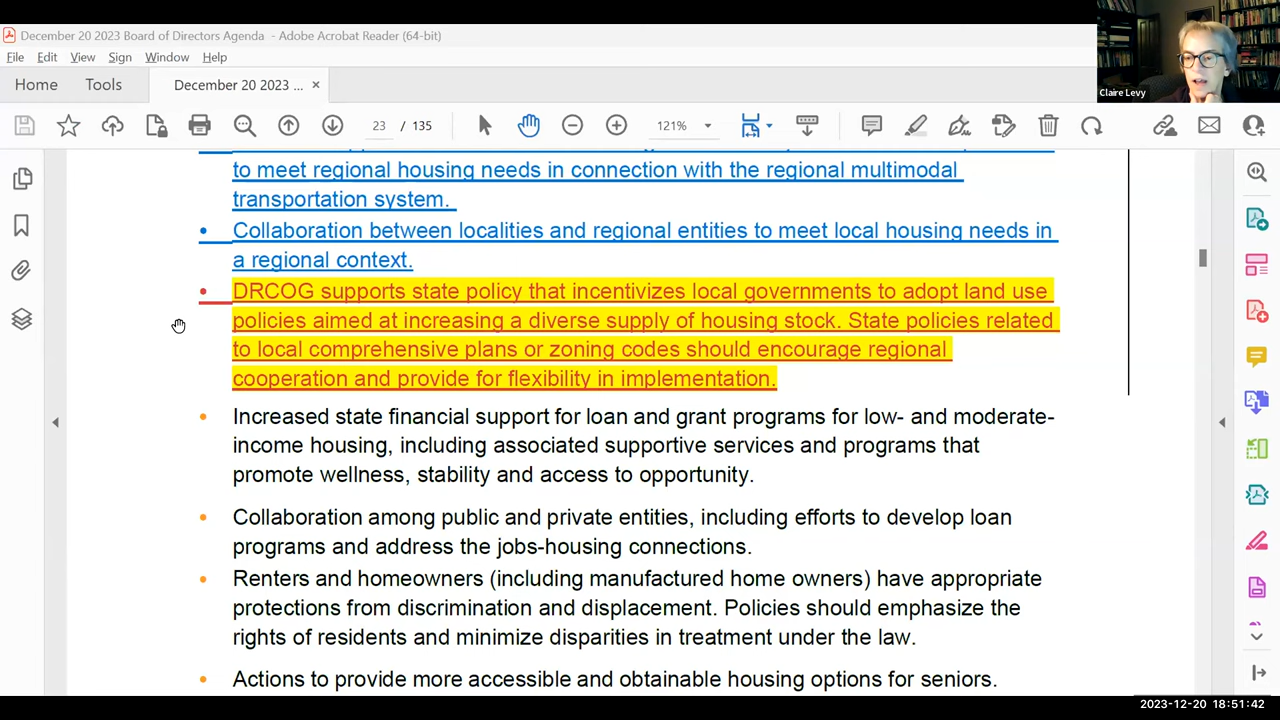 December 20 2023 Board of Directors Agenda - Adobe Acrobat Reader (64-bit)
File Edit View Sign Window Help
Home Tools December 20 2023 ... ×
23 / 135 121%
Claire Levy
to meet regional housing needs in connection with the regional multimodal
transportation system.
• Collaboration between localities and regional entities to meet local housing needs in
a regional context.
• DRCOG supports state policy that incentivizes local governments to adopt land use
policies aimed at increasing a diverse supply of housing stock. State policies related
to local comprehensive plans or zoning codes should encourage regional
cooperation and provide for flexibility in implementation.
• Increased state financial support for loan and grant programs for low- and moderate-
income housing, including associated supportive services and programs that
promote wellness, stability and access to opportunity.
• Collaboration among public and private entities, including efforts to develop loan
programs and address the jobs-housing connections.
• Renters and homeowners (including manufactured home owners) have appropriate
protections from discrimination and displacement. Policies should emphasize the
rights of residents and minimize disparities in treatment under the law.
• Actions to provide more accessible and obtainable housing options for seniors.
2023-12-20 18:51:42